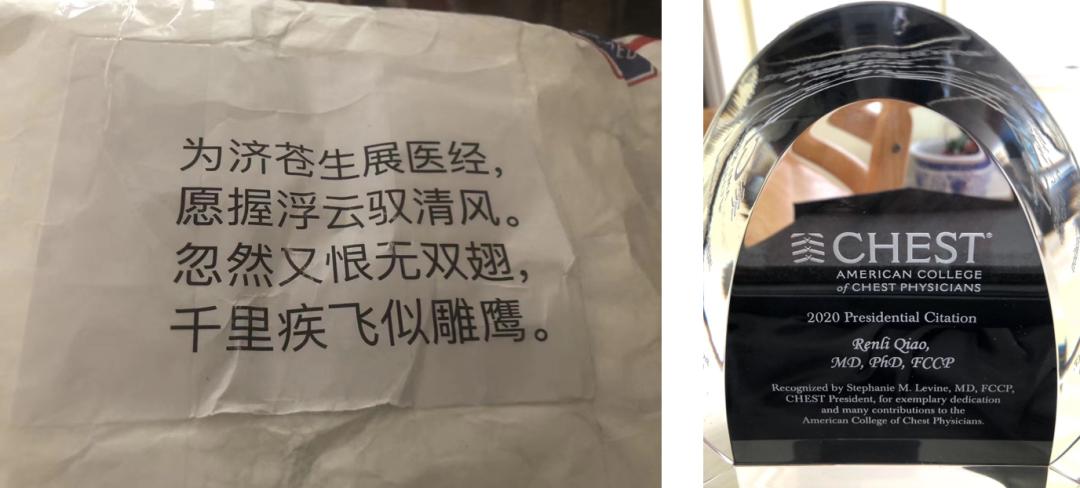 为济苍生展医经，
愿握浮云驭清风。
忽然又恨无双翅，
千里疾飞似雕鹰。
CHEST®
AMERICAN COLLEGE
of CHEST PHYSICIANS
2020 Presidential Citation
Renli Qiao,
MD, PhD, FCCP
Recognized by Stephanie M. Levine, MD, FCCP,
CHEST President, for exemplary dedication
and many contributions to the
American College of Chest Physicians.